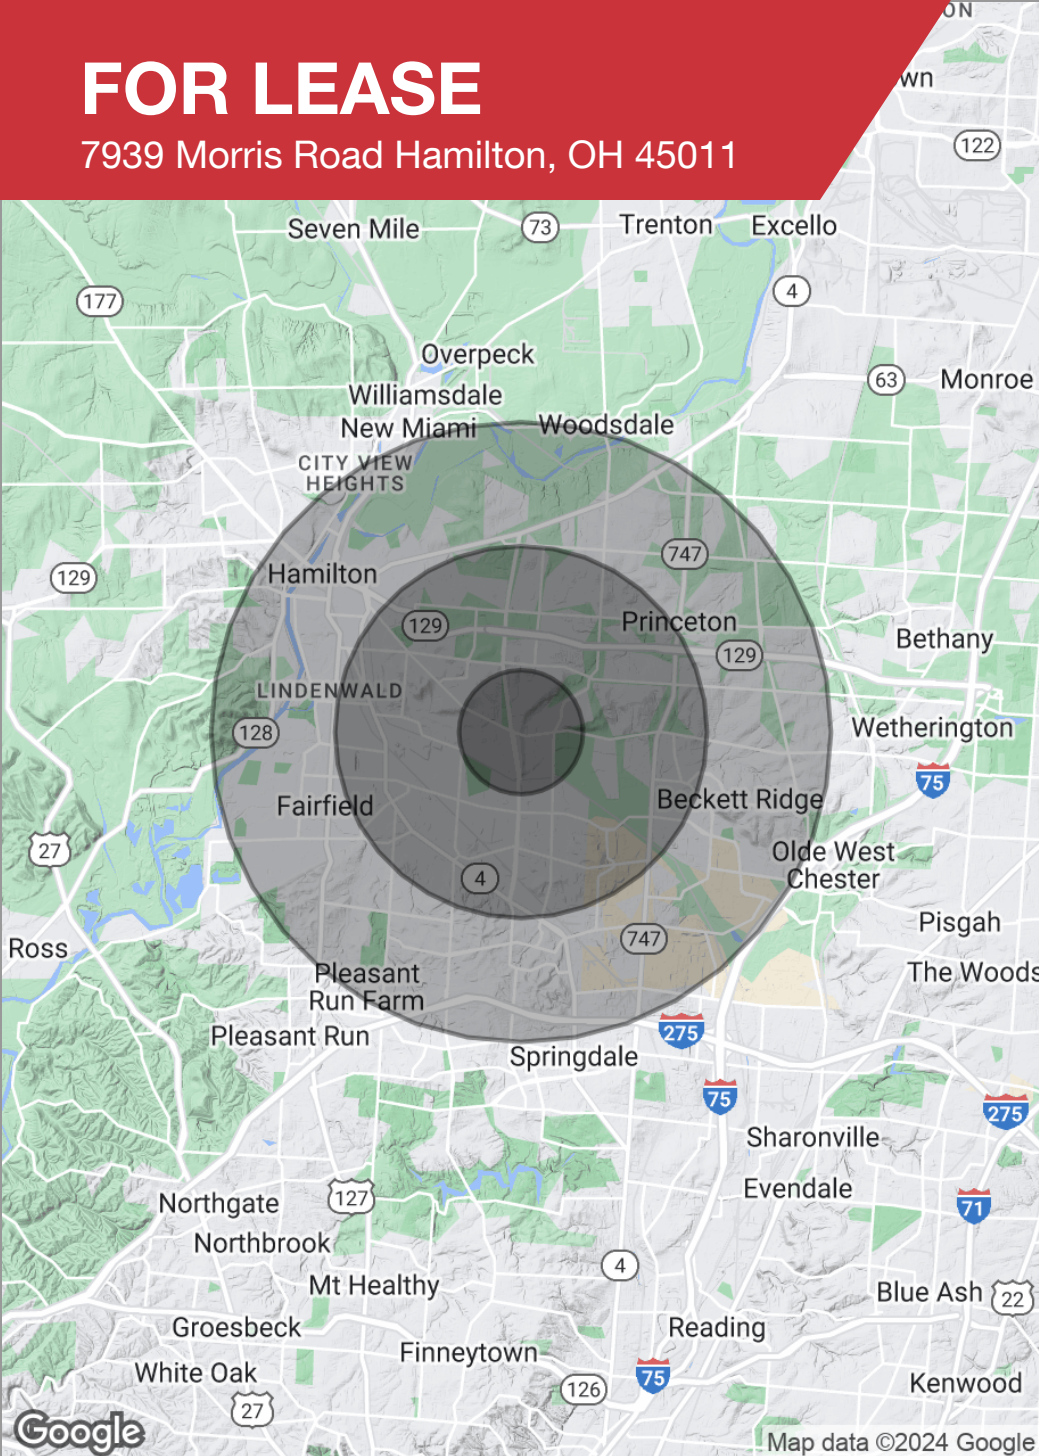 ON
FOR LEASE
wn
7939 Morris Road Hamilton, OH 45011
122
Seven Mile
73
Trenton
Excello
177
4
Overpeck
63
Monroe
Williamsdale
New Miami
Woodsdale
CITY VIEW
HEIGHTS
747
129
Hamilton
129
Princeton
129
Bethany
LINDENWALD
128
Wetherington
75
Fairfield
Beckett Ridge
27
Olde West
Chester
4
Pisgah
747
Ross
Pleasant
Run Farm
The Woods
Pleasant Run
275
Springdale
75
275
Sharonville
Evendale
Northgate
127
71
Northbrook
4
Mt Healthy
Blue Ash
22
Groesbeck
Reading
Finneytown
White Oak
75
126
Kenwood
27
Google
Map data ©2024 Google